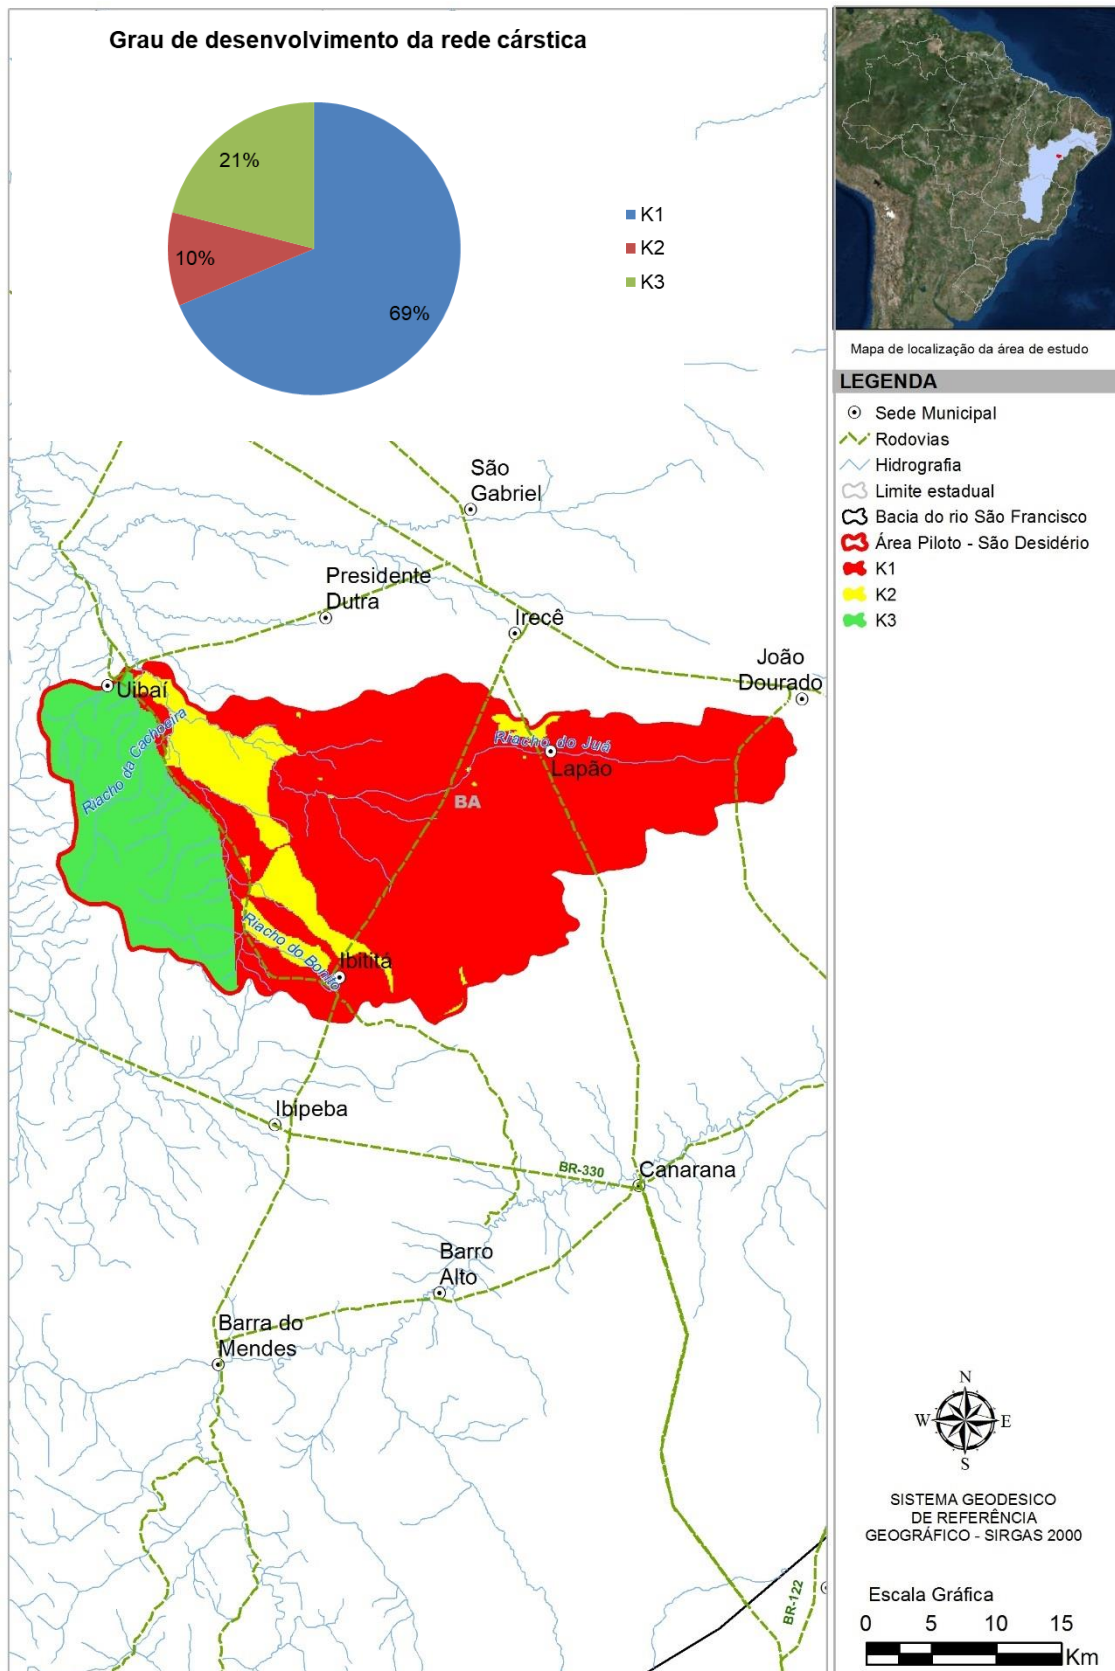 Grau de desenvolvimento da rede cárstica
21%
10%
69%
K1
K2
K3
São
Gabriel
Presidente
Dutra
Irecê
João
Dourado
Uibaí
Riacho da Cachoeira
Riacho do Juá
Lapão
BA
Riacho do Bonito
Ibititá
Ibipeba
BR-330
Canarana
Barro
Alto
Barra do
Mendes
BR-122
Mapa de localização da área de estudo
LEGENDA
Sede Municipal
Rodovias
Hidrografia
Limite estadual
Bacia do rio São Francisco
Área Piloto - São Desidério
K1
K2
K3
N
W
E
S
SISTEMA GEODESICO
DE REFERÊNCIA
GEOGRÁFICO - SIRGAS 2000
Escala Gráfica
0 5 10 15
Km